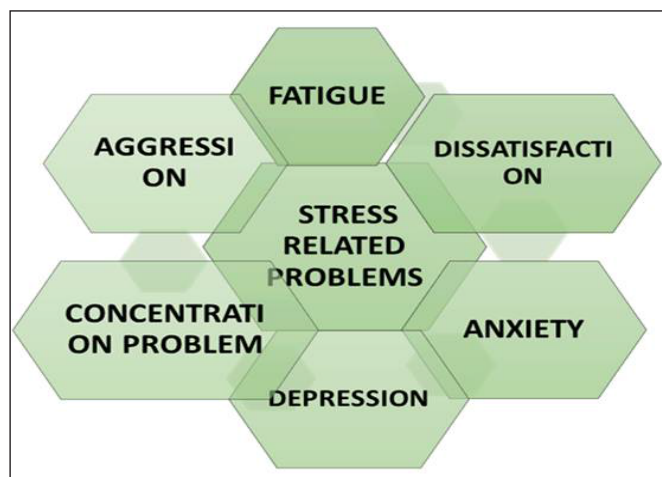 FATIGUE
AGGRESSI
ON
DISSATISFACTI
ON
STRESS
RELATED
PROBLEMS
CONCENTRATI
ON PROBLEM
ANXIETY
DEPRESSION